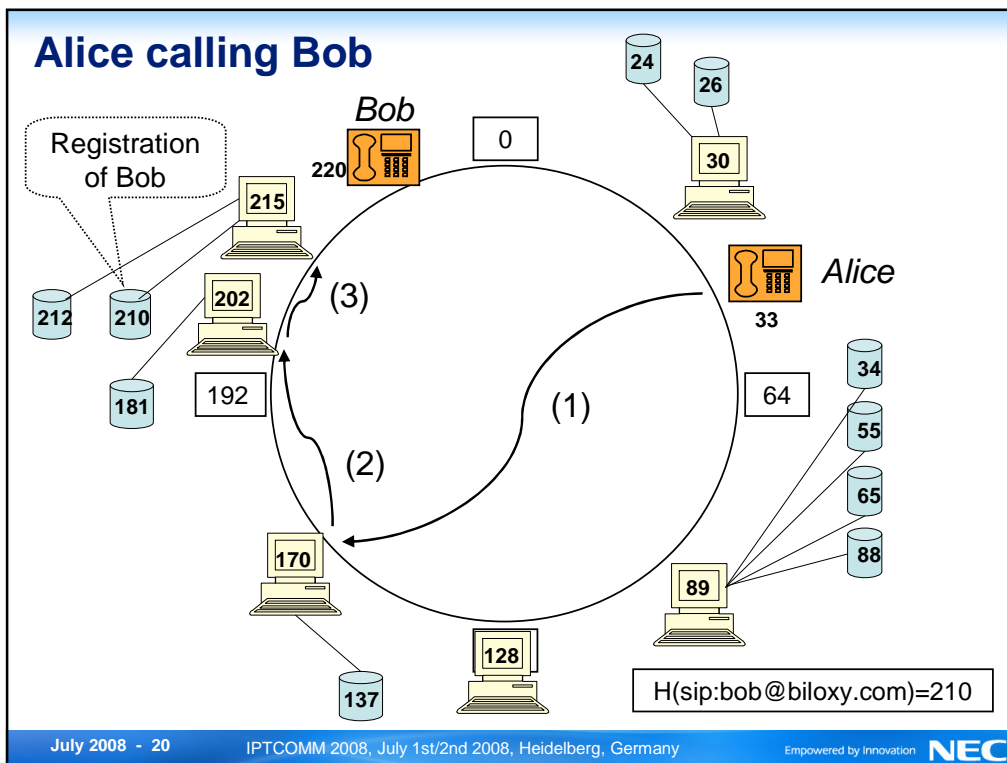 Alice calling Bob
24
26
Bob
0
Registration
of Bob
30
220
215
Alice
(3)
202
212
210
33
34
181
192
(1)
64
55
(2)
65
170
88
89
128
137
H(sip:bob@biloxy.com)=210
July 2008 - 20
IPTCOMM 2008, July 1st/2nd 2008, Heidelberg, Germany
Empowered by Innovation NEC